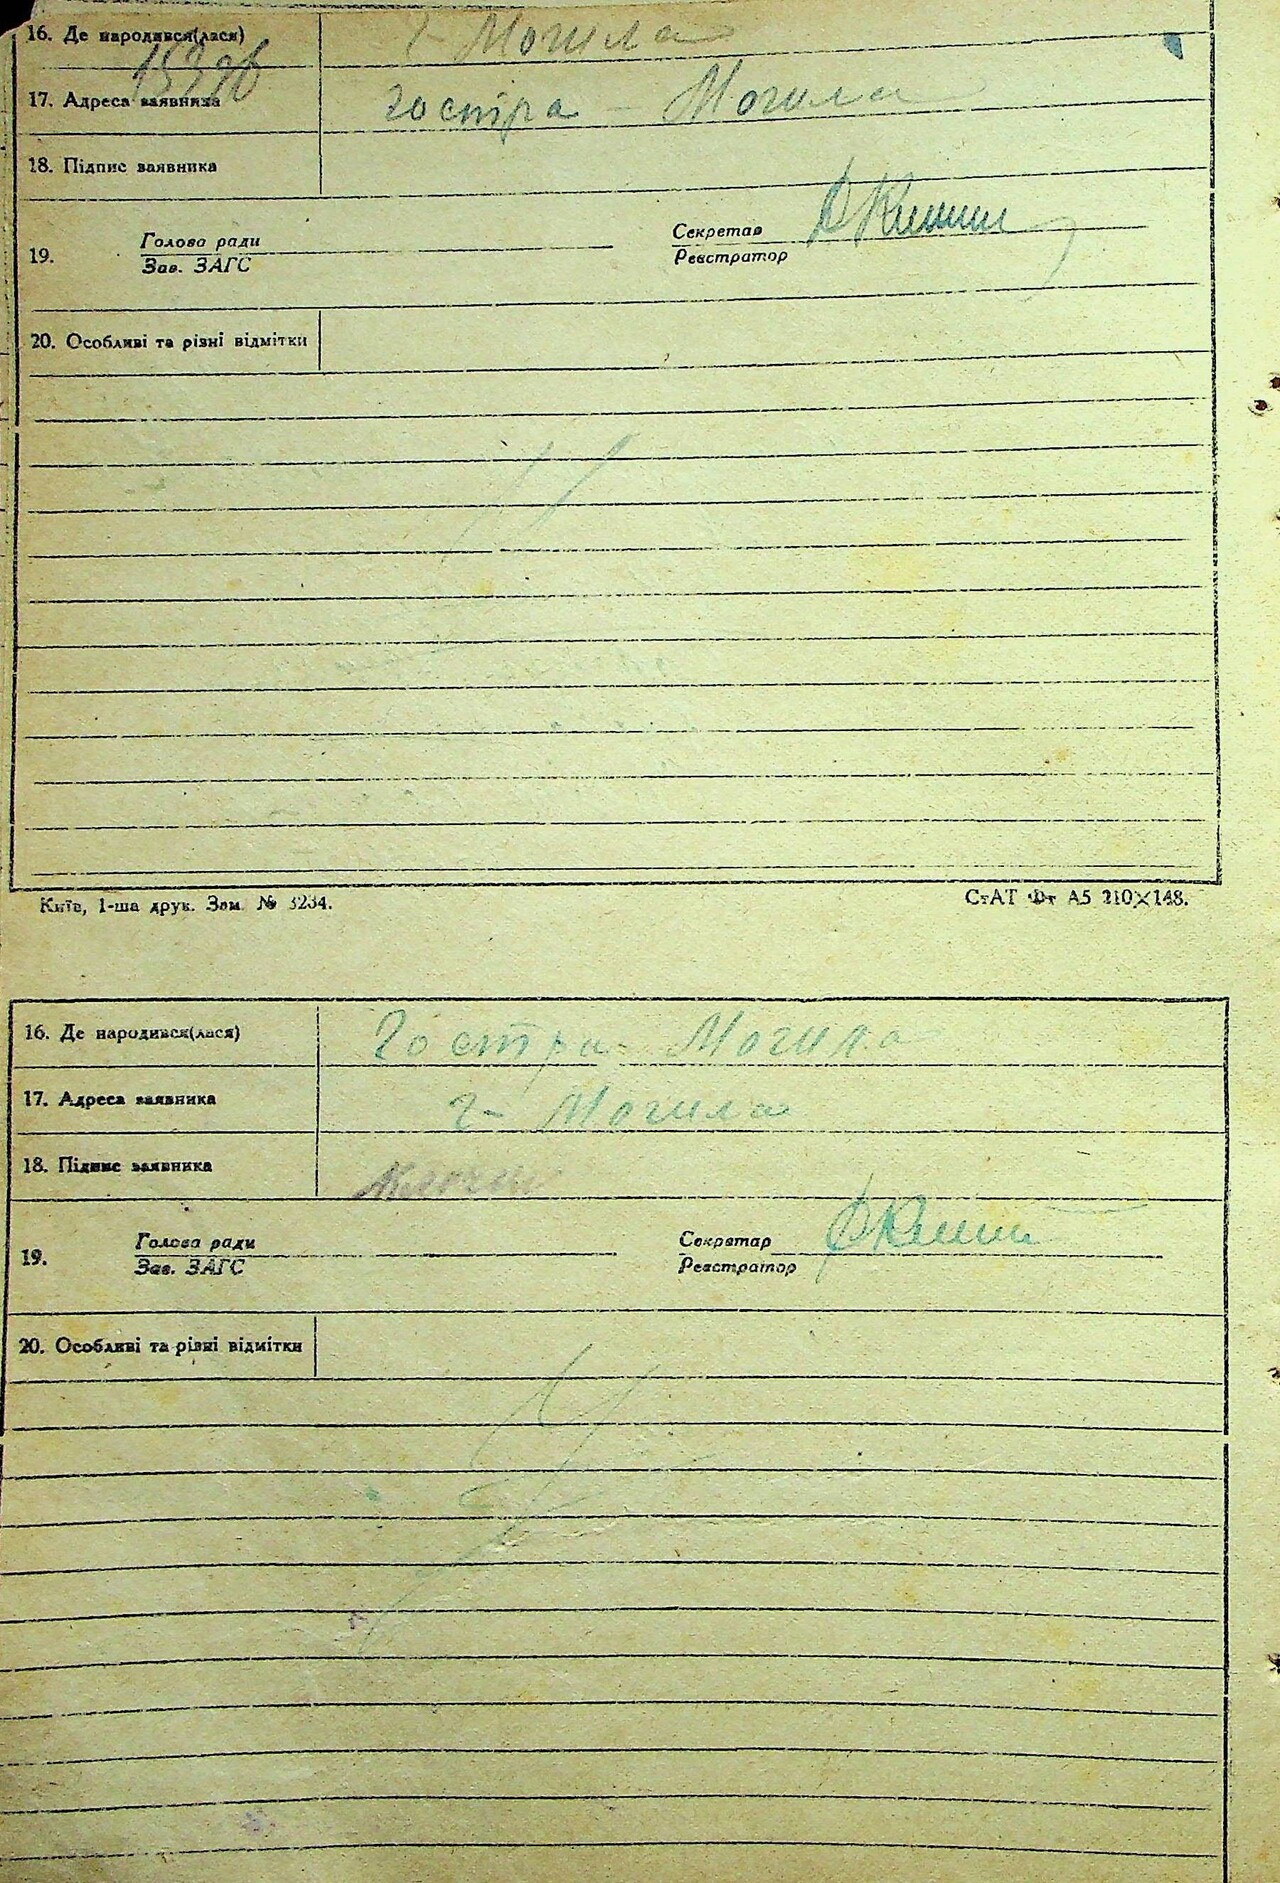 16. Де народився(лася) Г- Могила
17. Адреса заявника Гостра - Могила
18. Підпис заявника
Голова ради Секретар
19.
Зав. ЗАГС Реєстратор
20. Особливі та різні відмітки
Київ, 1-ша друк. Зам. № 3234. СтАТ Фт А5 210×148.
16. Де народився(лася) Гостра Могила
17. Адреса заявника Г- Могила
18. Підпис заявника
Голова ради Секретар
19.
Зав. ЗАГС Реєстратор
20. Особливі та різні відмітки